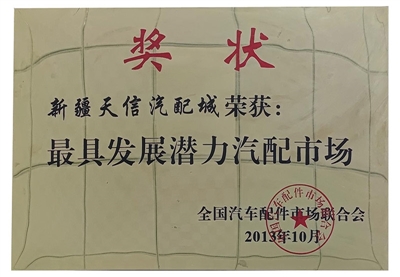 奖状
新疆天信汽配城荣获：
最具发展潜力汽配市场
全国汽车配件市场联合会
2013年10月